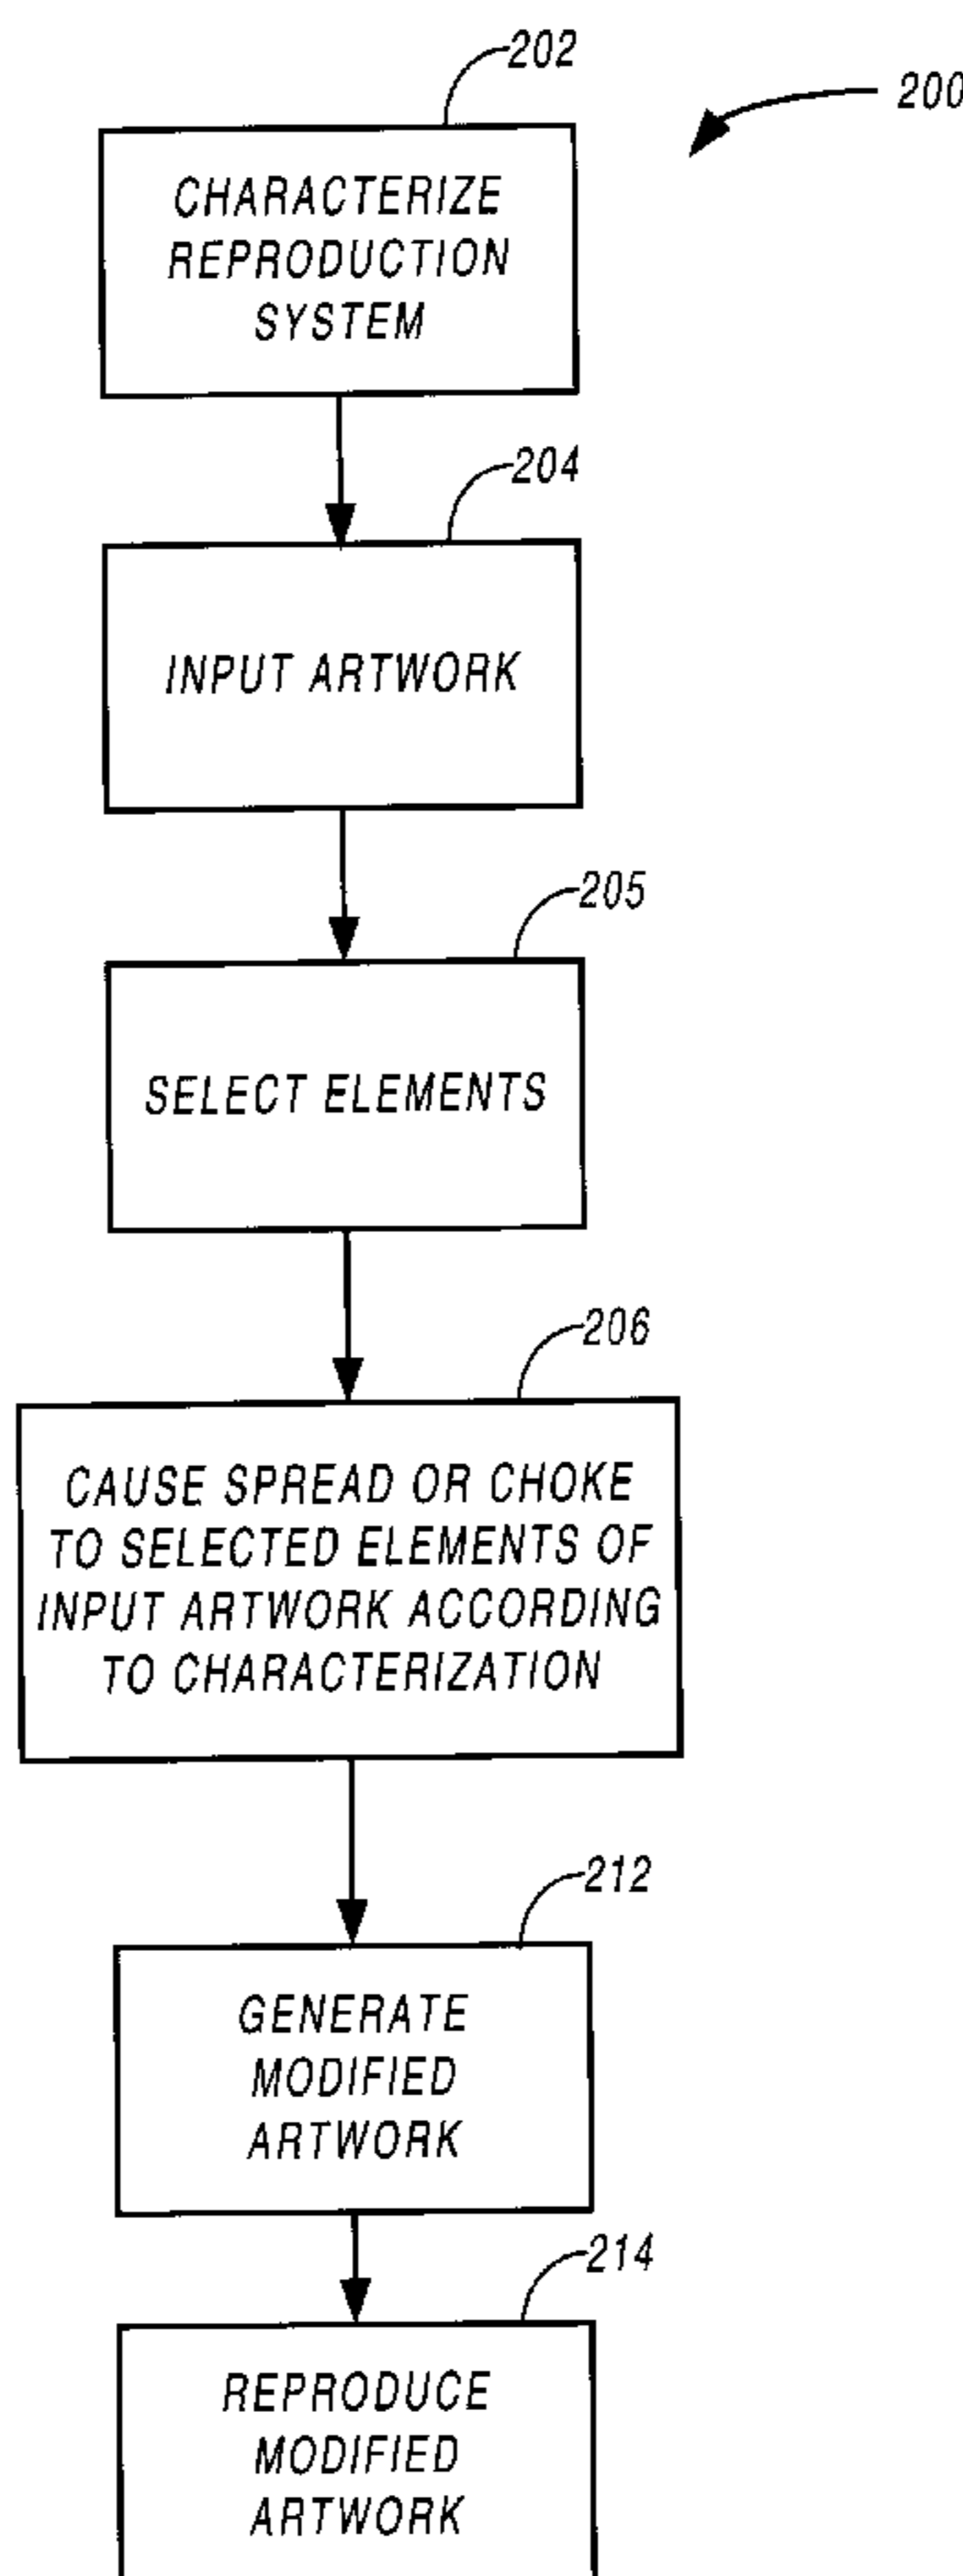 202
200
CHARACTERIZE
REPRODUCTION
SYSTEM
204
INPUT ARTWORK
205
SELECT ELEMENTS
206
CAUSE SPREAD OR CHOKE
TO SELECTED ELEMENTS OF
INPUT ARTWORK ACCORDING
TO CHARACTERIZATION
212
GENERATE
MODIFIED
ARTWORK
214
REPRODUCE
MODIFIED
ARTWORK